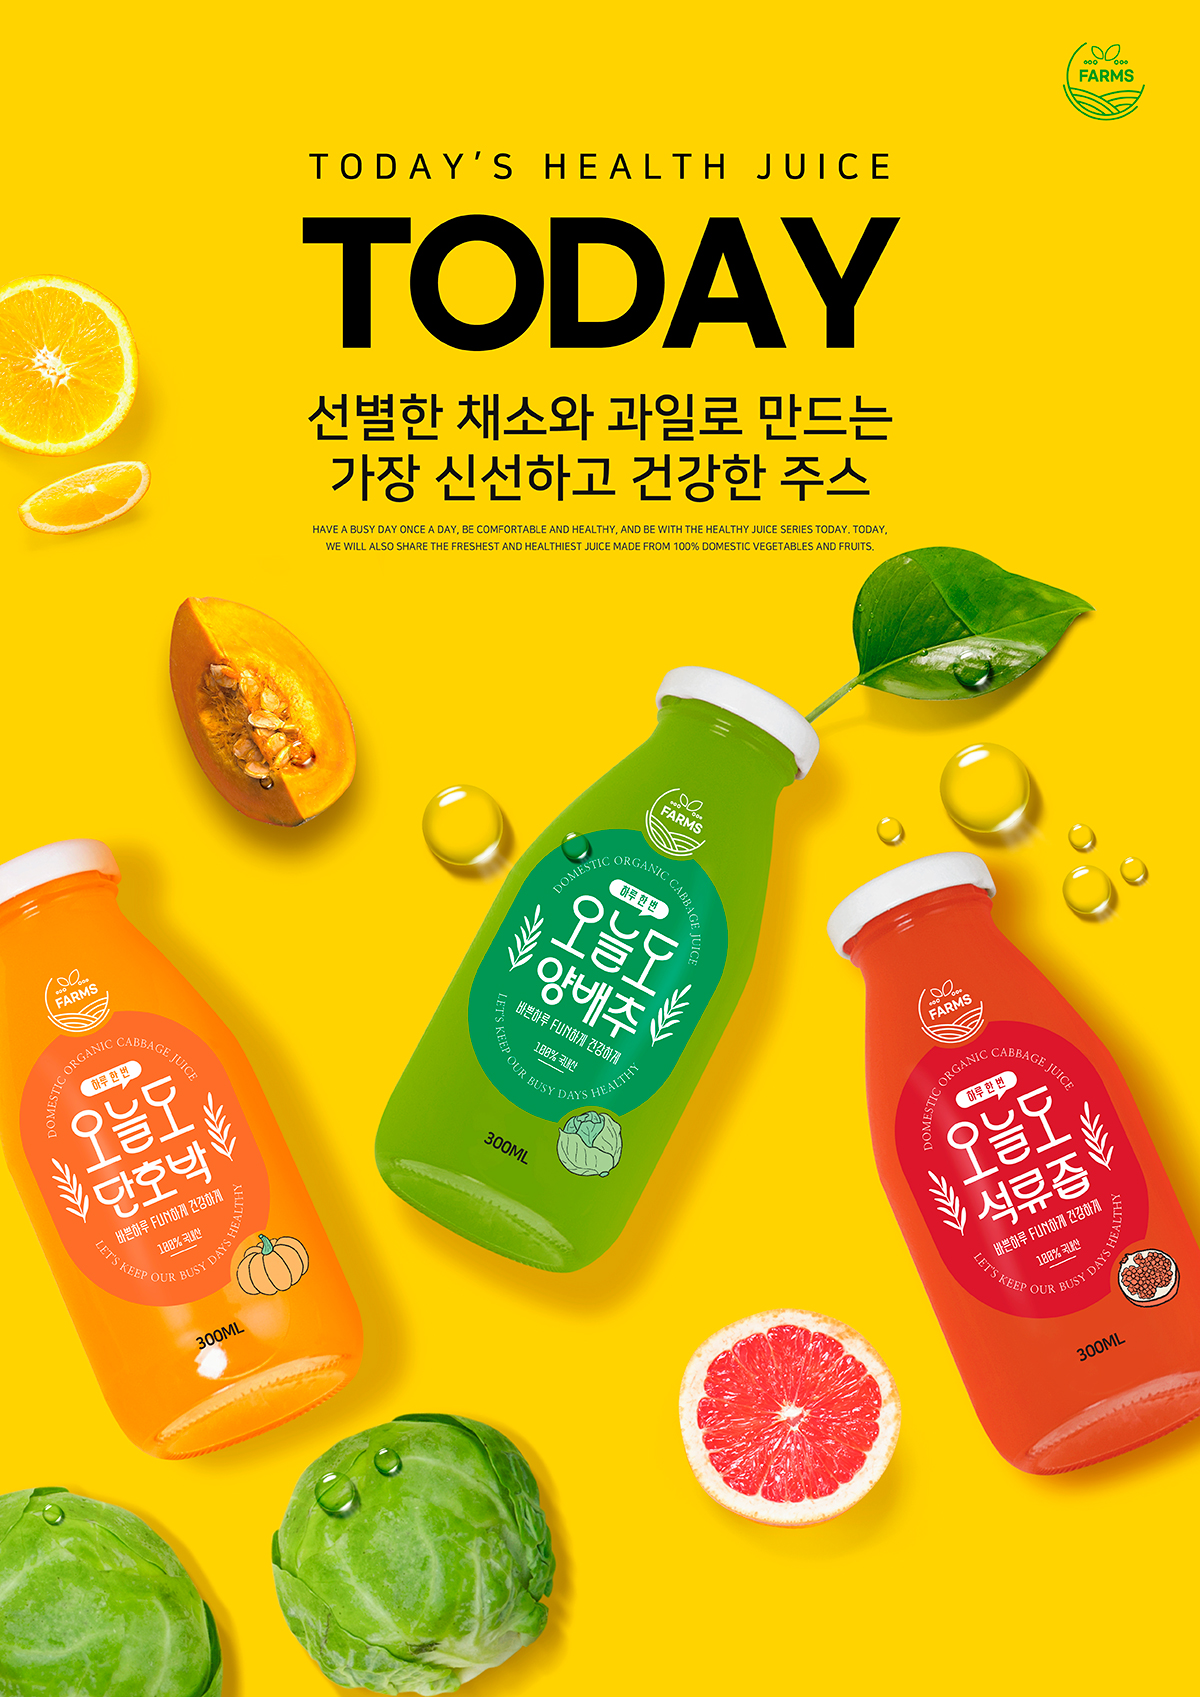 FARMS
TODAY'S HEALTH JUICE
TODAY
선별한 채소와 과일로 만드는
가장 신선하고 건강한 주스
HAVE A BUSY DAY ONCE A DAY, BE COMFORTABLE AND HEALTHY, AND BE WITH THE HEALTHY JUICE SERIES TODAY. TODAY,
WE WILL ALSO SHARE THE FRESHEST AND HEALTHIEST JUICE MADE FROM 100% DOMESTIC VEGETABLES AND FRUITS.
FARMS
DOMESTIC ORGANIC CABBAGE JUICE
하루 한 번
오늘도
양배추
바쁜하루 FUN하게 건강하게
100% 국내산
LET'S KEEP OUR BUSY DAYS HEALTHY
300ML
FARMS
DOMESTIC ORGANIC CABBAGE JUICE
하루 한 번
오늘도
단호박
바쁜하루 FUN하게 건강하게
100% 국내산
LET'S KEEP OUR BUSY DAYS HEALTHY
300ML
FARMS
DOMESTIC ORGANIC CABBAGE JUICE
하루 한 번
오늘도
석류즙
바쁜하루 FUN하게 건강하게
100% 국내산
LET'S KEEP OUR BUSY DAYS HEALTHY
300ML